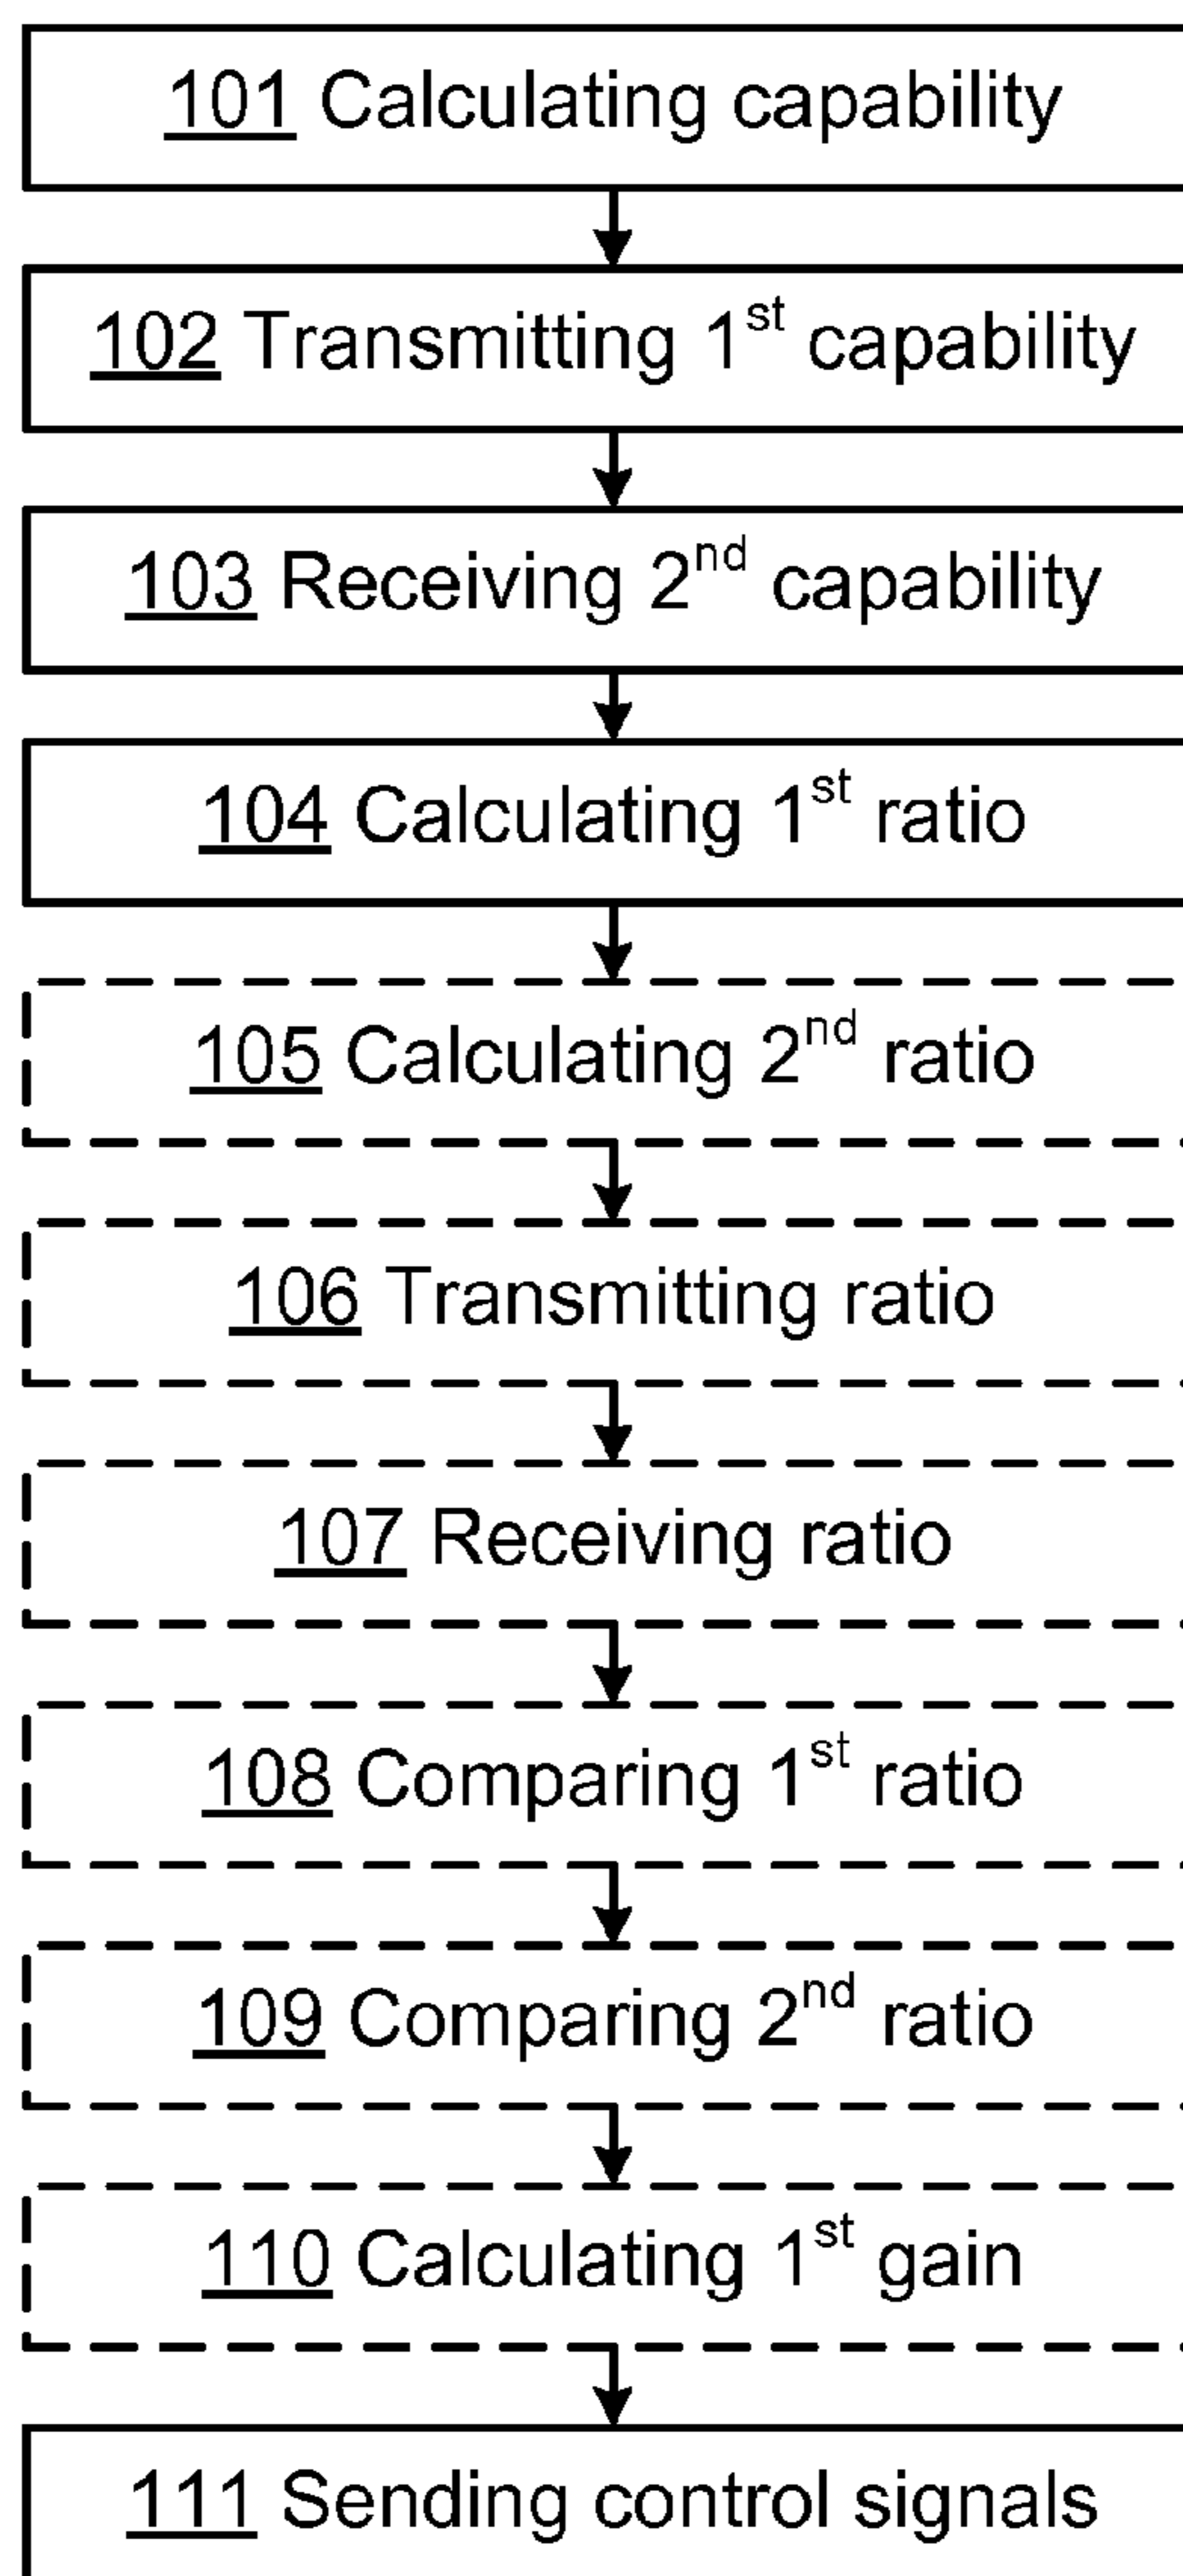 101 Calculating capability
102 Transmitting 1st capability
103 Receiving 2nd capability
104 Calculating 1st ratio
105 Calculating 2nd ratio
106 Transmitting ratio
107 Receiving ratio
108 Comparing 1st ratio
109 Comparing 2nd ratio
110 Calculating 1st gain
111 Sending control signals